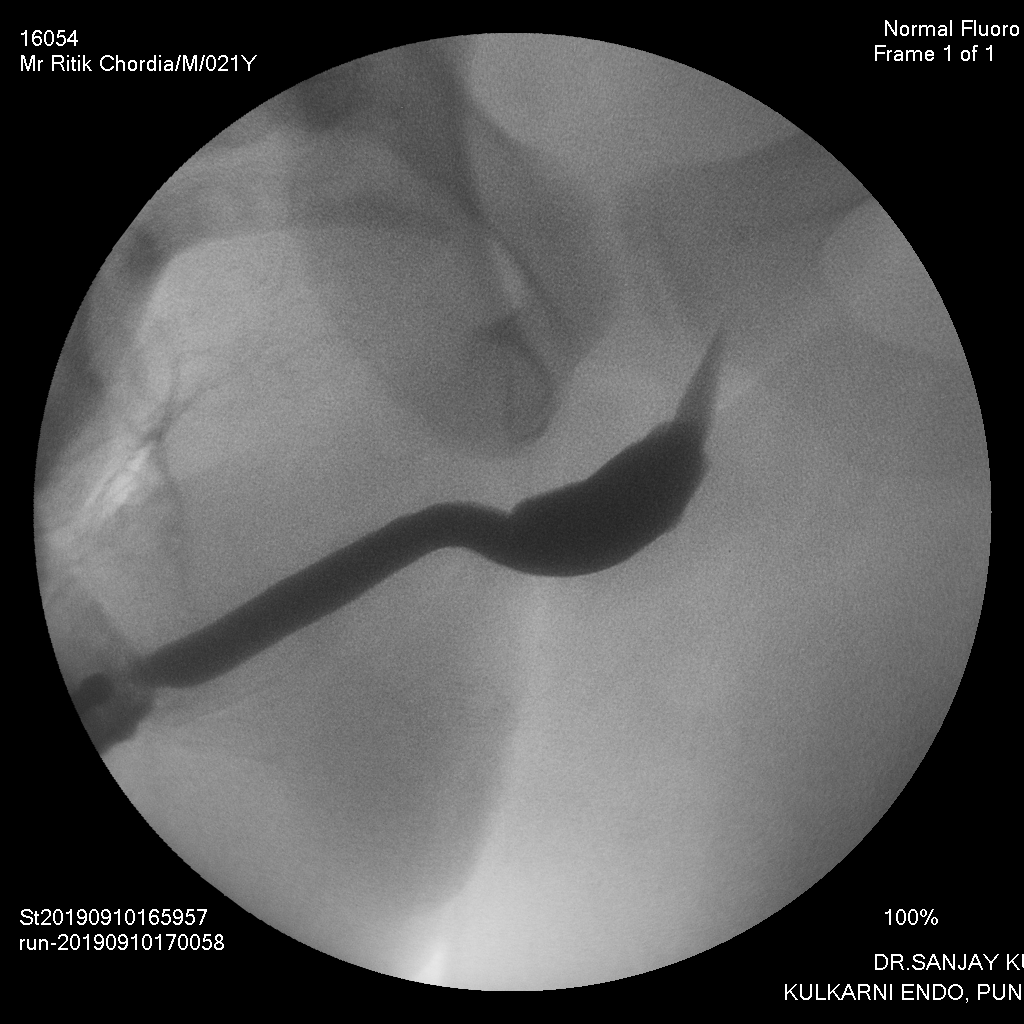 16054
Mr Ritik Chordia/M/021Y
Normal Fluoro
Frame 1 of 1
St20190910165957
run-20190910170058
100%
DR.SANJAY KU
KULKARNI ENDO, PUN